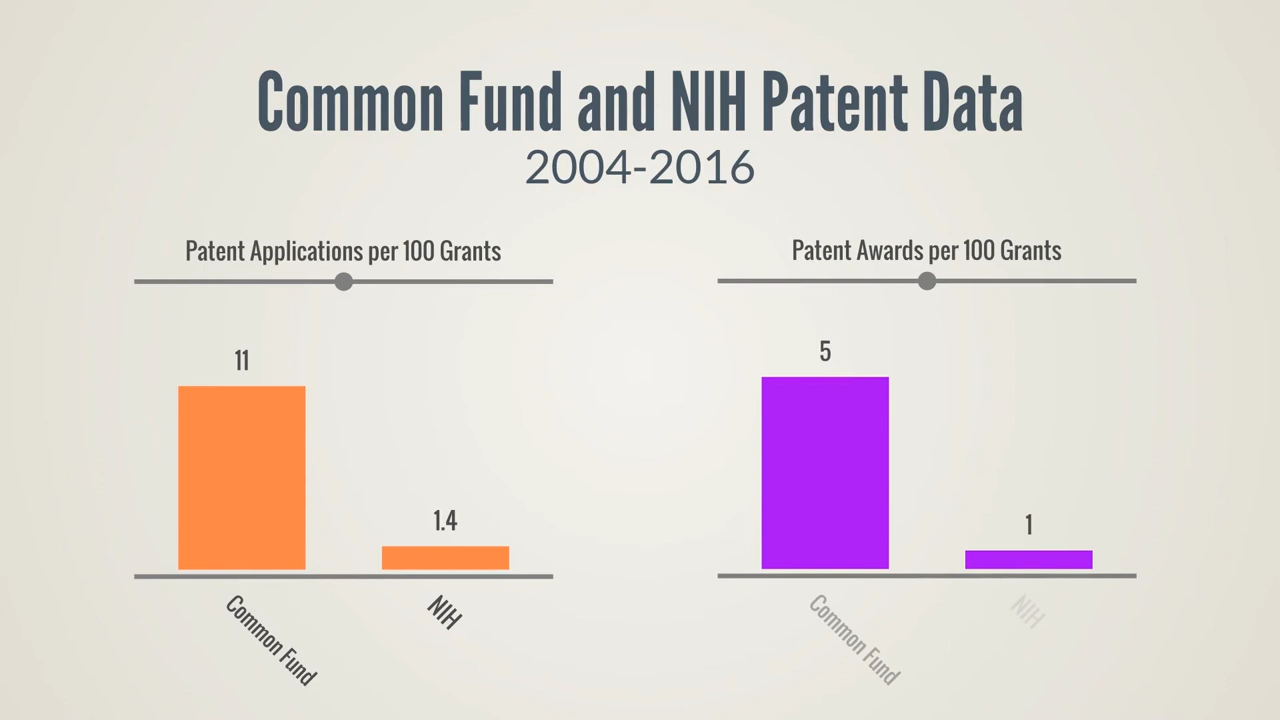 Common Fund and NIH Patent Data
2004-2016
Patent Applications per 100 Grants
11
1.4
Common Fund
NIH
Patent Awards per 100 Grants
5
1
Common Fund
NIH